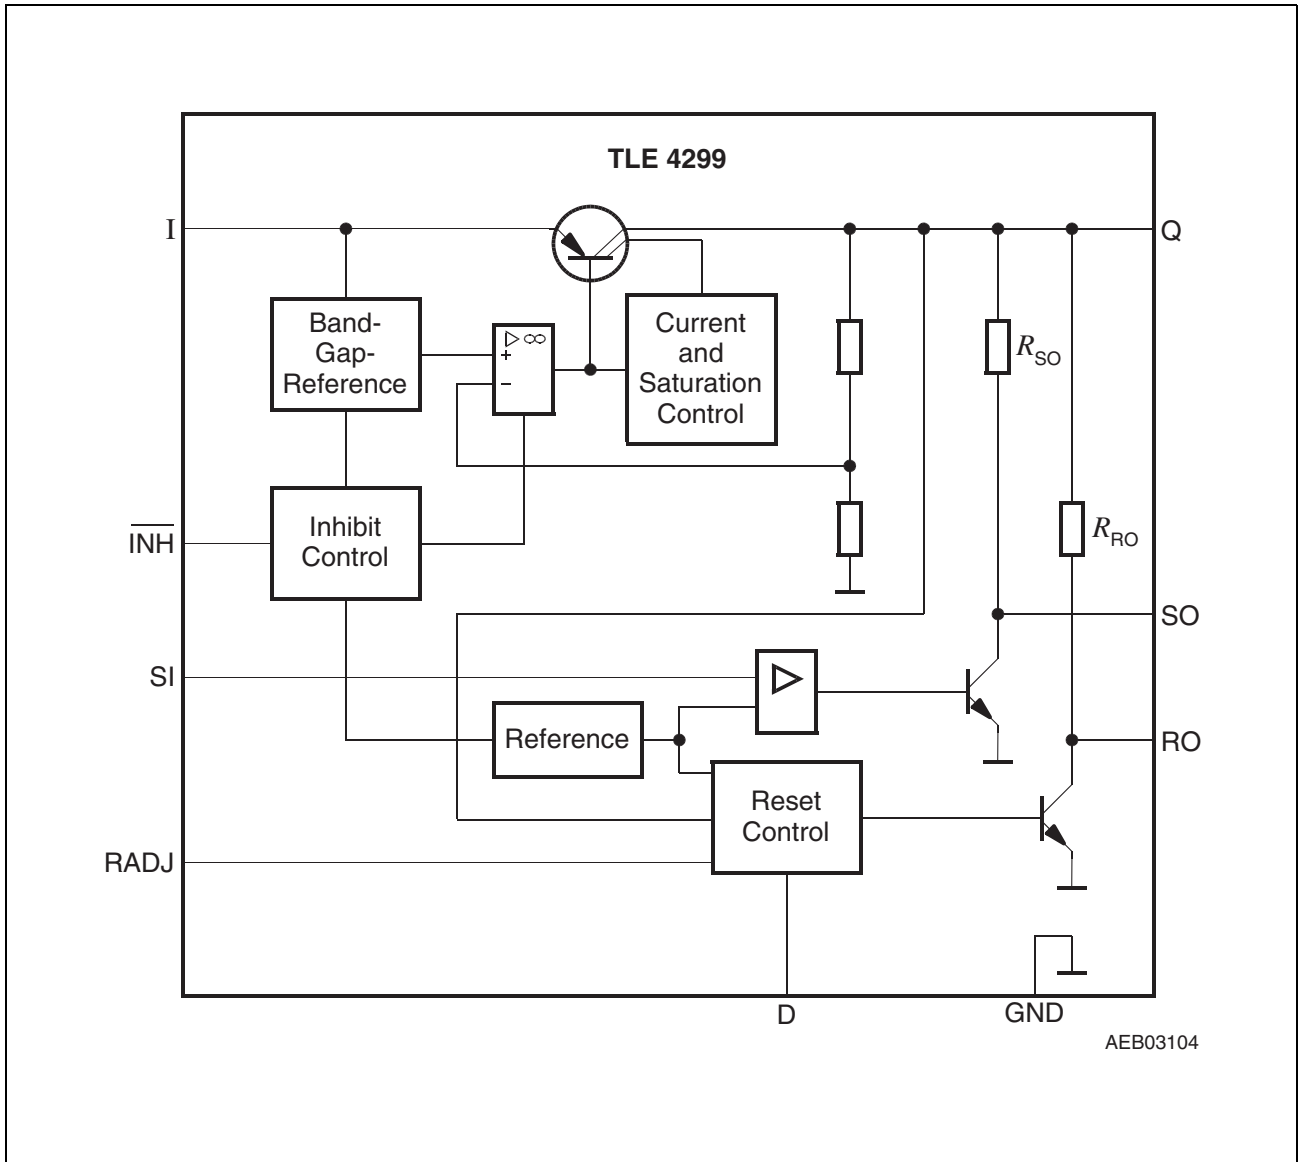 TLE 4299
I
Q
Band-
Gap-
Reference
▷ ∞
+
−
Current
and
Saturation
Control
R_SO
INH
Inhibit
Control
R_RO
SO
SI
Reference
RO
Reset
Control
RADJ
D
GND
AEB03104